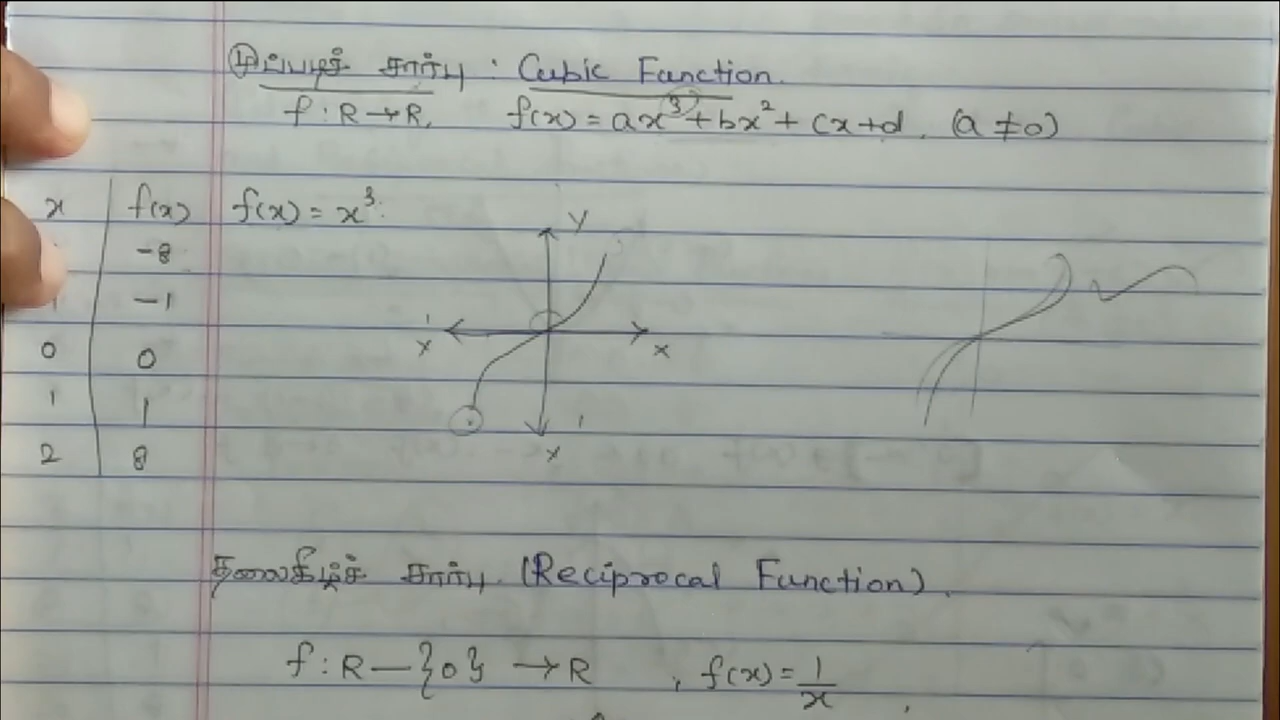 முப்படிச் சார்பு : Cubic Function.
f : R → R, f(x) = ax³ + bx² + cx + d, (a ≠ 0)
x f(x) f(x) = x³.
-8
1 -1
0 0
1 1
2 8
y
x' x
x'
தலைகீழ்ச் சார்பு (Reciprocal Function).
f : R — {0} → R , f(x) = 1/x ,